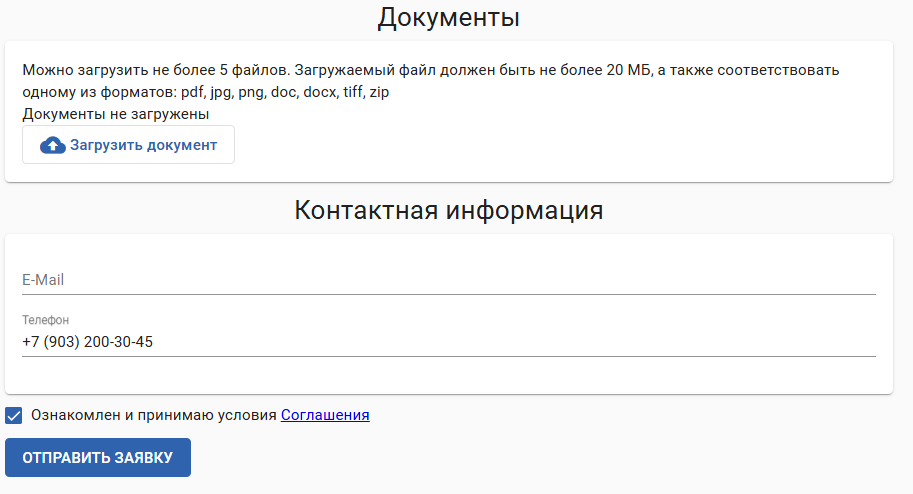 Документы
Можно загрузить не более 5 файлов. Загружаемый файл должен быть не более 20 МБ, а также соответствовать
одному из форматов: pdf, jpg, png, doc, docx, tiff, zip
Документы не загружены
Загрузить документ
Контактная информация
E-Mail
Телефон
+7 (903) 200-30-45
Ознакомлен и принимаю условия Соглашения
ОТПРАВИТЬ ЗАЯВКУ